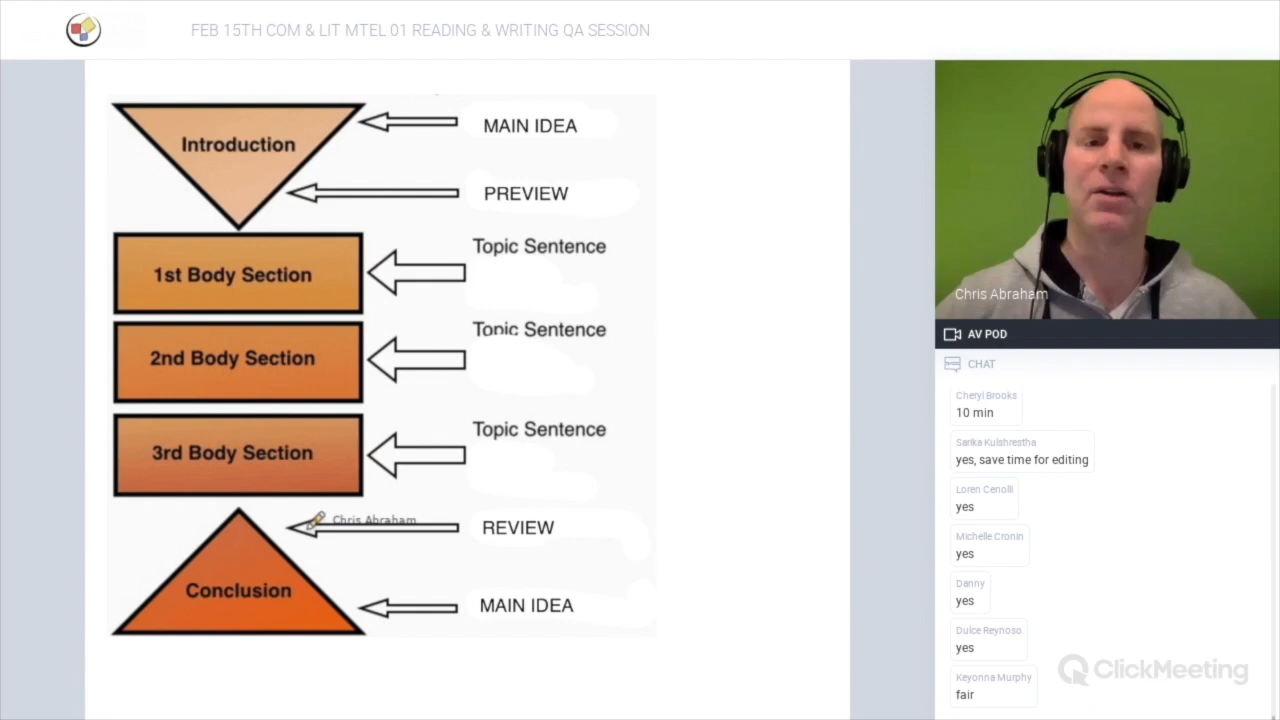 FEB 15TH COM & LIT MTEL 01 READING & WRITING QA SESSION
Introduction
MAIN IDEA
PREVIEW
1st Body Section
Topic Sentence
2nd Body Section
Topic Sentence
3rd Body Section
Topic Sentence
Chris Abraham
REVIEW
Conclusion
MAIN IDEA
Chris Abraham
AV POD
CHAT
Cheryl Brooks
10 min
Sarika Kulshrestha
yes, save time for editing
Loren Cenolli
yes
Michelle Cronin
yes
Danny
yes
Dulce Reynoso
yes
Keyonna Murphy
fair
ClickMeeting